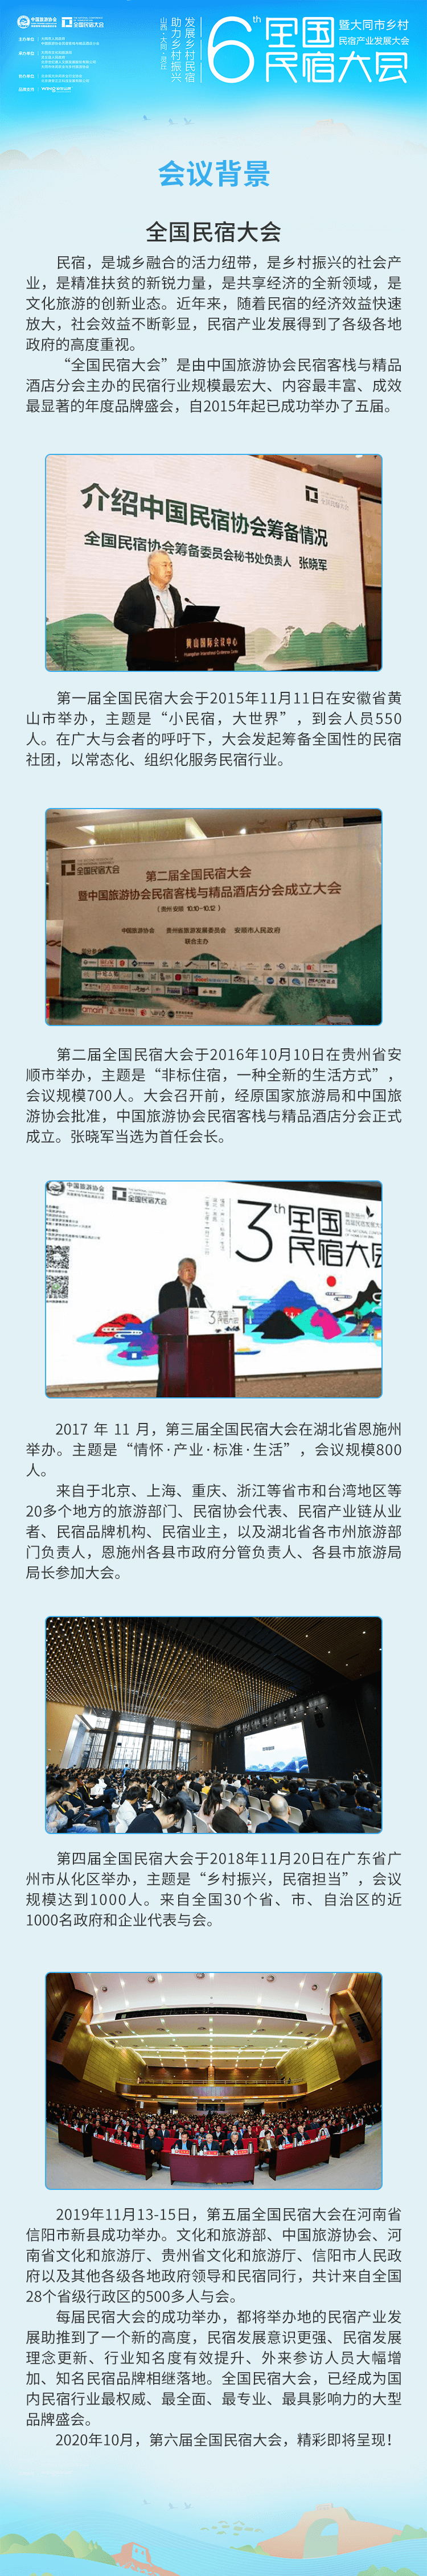 中国旅游协会
全国民宿大会
主办单位
承办单位
协办单位
品牌支持
山西·大同·灵丘
助力乡村振兴
发展乡村民宿
6th
全国
民宿大会
暨大同市乡村
民宿产业发展大会
会议背景
全国民宿大会
民宿，是城乡融合的活力纽带，是乡村振兴的社会产
业，是精准扶贫的新锐力量，是共享经济的全新领域，是
文化旅游的创新业态。近年来，随着民宿的经济效益快速
放大，社会效益不断彰显，民宿产业发展得到了各级各地
政府的高度重视。
“全国民宿大会”是由中国旅游协会民宿客栈与精品
酒店分会主办的民宿行业规模最宏大、内容最丰富、成效
最显著的年度品牌盛会，自2015年起已成功举办了五届。
全国民宿大会
介绍中国民宿协会筹备情况
全国民宿协会筹备委员会秘书处负责人 张晓军
黄山国际会议中心
第一届全国民宿大会于2015年11月11日在安徽省黄
山市举办，主题是“小民宿，大世界”，到会人员550
人。在广大与会者的呼吁下，大会发起筹备全国性的民宿
社团，以常态化、组织化服务民宿行业。
全国民宿大会
第二届全国民宿大会
暨中国旅游协会民宿客栈与精品酒店分会成立大会
（贵州·安顺 10.10-10.12）
中国旅游协会 贵州省旅游发展委员会 安顺市人民政府
联合主办
第二届全国民宿大会于2016年10月10日在贵州省安
顺市举办，主题是“非标住宿，一种全新的生活方式”，
会议规模700人。大会召开前，经原国家旅游局和中国旅
游协会批准，中国旅游协会民宿客栈与精品酒店分会正式
成立。张晓军当选为首任会长。
中国旅游协会
全国民宿大会
3th
全国
民宿大会
2017 年 11 月，第三届全国民宿大会在湖北省恩施州
举办。主题是“情怀·产业·标准·生活”，会议规模800
人。
来自于北京、上海、重庆、浙江等省市和台湾地区等
20多个地方的旅游部门、民宿协会代表、民宿产业链从业
者、民宿品牌机构、民宿业主，以及湖北省各市州旅游部
门负责人，恩施州各县市政府分管负责人、各县市旅游局
局长参加大会。
第四届全国民宿大会于2018年11月20日在广东省广
州市从化区举办，主题是“乡村振兴，民宿担当”，会议
规模达到1000人。来自全国30个省、市、自治区的近
1000名政府和企业代表与会。
2019年11月13-15日，第五届全国民宿大会在河南省
信阳市新县成功举办。文化和旅游部、中国旅游协会、河
南省文化和旅游厅、贵州省文化和旅游厅、信阳市人民政
府以及其他各级各地政府领导和民宿同行，共计来自全国
28个省级行政区的500多人与会。
每届民宿大会的成功举办，都将举办地的民宿产业发
展助推到了一个新的高度，民宿发展意识更强、民宿发展
理念更新、行业知名度有效提升、外来参访人员大幅增
加、知名民宿品牌相继落地。全国民宿大会，已经成为国
内民宿行业最权威、最全面、最专业、最具影响力的大型
品牌盛会。
2020年10月，第六届全国民宿大会，精彩即将呈现！